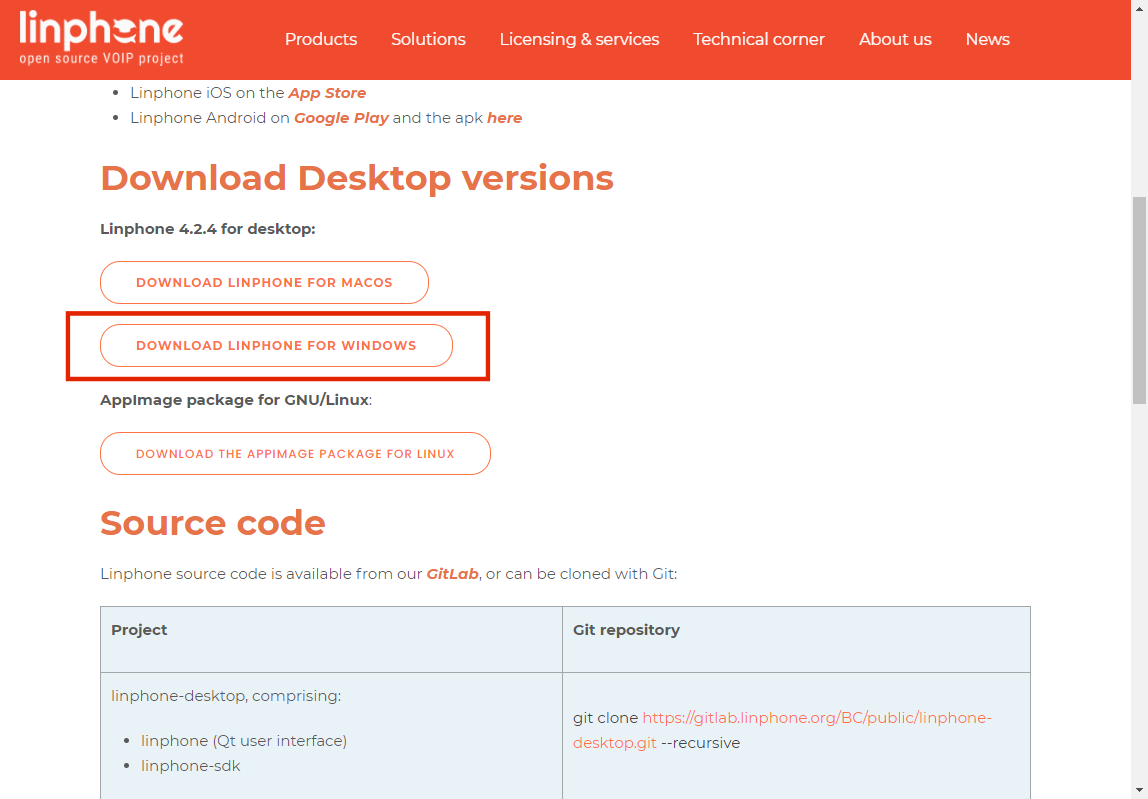 linphone
open source VOIP project
Products Solutions Licensing & services Technical corner About us News
Linphone iOS on the App Store
Linphone Android on Google Play and the apk here
Download Desktop versions
Linphone 4.2.4 for desktop:
DOWNLOAD LINPHONE FOR MACOS
DOWNLOAD LINPHONE FOR WINDOWS
AppImage package for GNU/Linux:
DOWNLOAD THE APPIMAGE PACKAGE FOR LINUX
Source code
Linphone source code is available from our GitLab, or can be cloned with Git:
Project
Git repository
linphone-desktop, comprising:
linphone (Qt user interface)
linphone-sdk
git clone https://gitlab.linphone.org/BC/public/linphone-
desktop.git --recursive